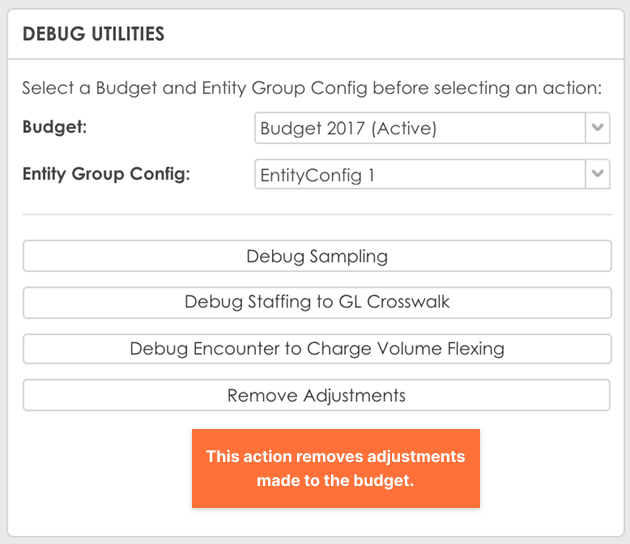 DEBUG UTILITIES
Select a Budget and Entity Group Config before selecting an action:
Budget:
Budget 2017 (Active)
Entity Group Config:
EntityConfig 1
Debug Sampling
Debug Staffing to GL Crosswalk
Debug Encounter to Charge Volume Flexing
Remove Adjustments
This action removes adjustments
made to the budget.